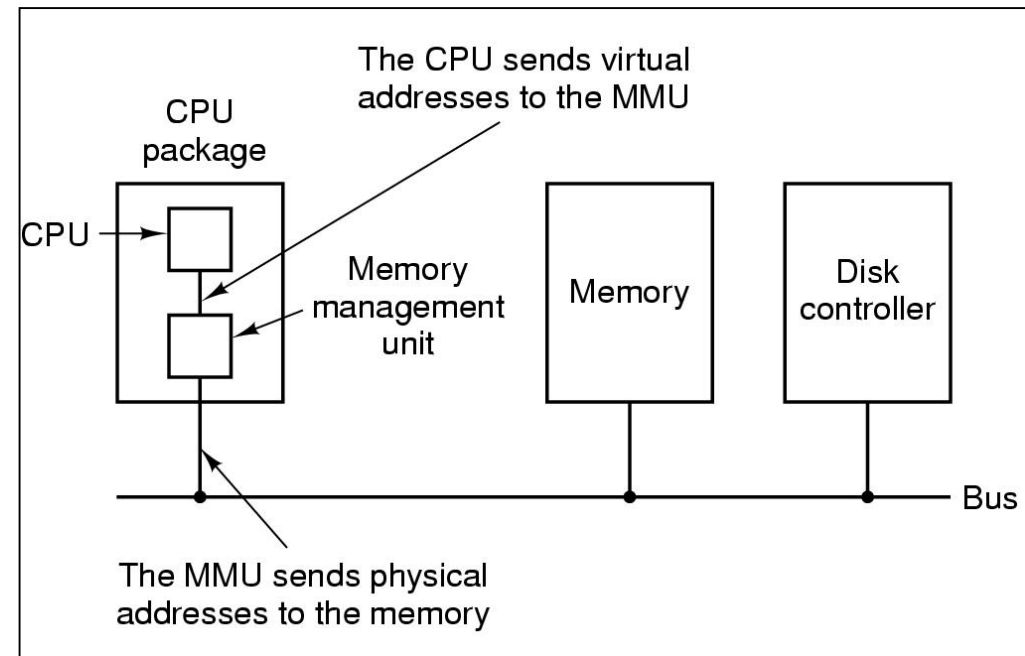 The CPU sends virtual
addresses to the MMU
CPU
package
CPU
Memory
management
unit
Memory
Disk
controller
Bus
The MMU sends physical
addresses to the memory